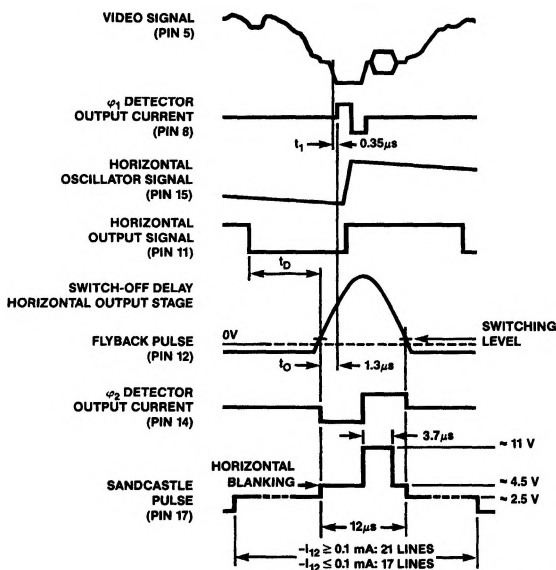 VIDEO SIGNAL
(PIN 5)
φ1 DETECTOR
OUTPUT CURRENT
(PIN 8)
t1
0.35μs
HORIZONTAL
OSCILLATOR SIGNAL
(PIN 15)
HORIZONTAL
OUTPUT SIGNAL
(PIN 11)
tD
SWITCH-OFF DELAY
HORIZONTAL OUTPUT STAGE
0V
FLYBACK PULSE
(PIN 12)
SWITCHING
LEVEL
tO
1.3μs
φ2 DETECTOR
OUTPUT CURRENT
(PIN 14)
3.7μs
≈ 11 V
HORIZONTAL
BLANKING
≈ 4.5 V
SANDCASTLE
PULSE
(PIN 17)
≈ 2.5 V
12μs
–I12 ≥ 0.1 mA: 21 LINES
–I12 ≤ 0.1 mA: 17 LINES